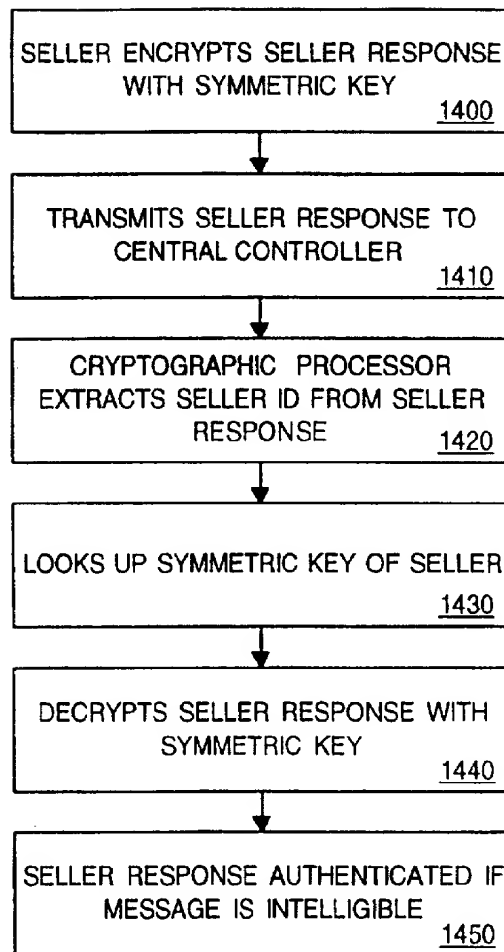 SELLER ENCRYPTS SELLER RESPONSE
WITH SYMMETRIC KEY
1400
TRANSMITS SELLER RESPONSE TO
CENTRAL CONTROLLER
1410
CRYPTOGRAPHIC PROCESSOR
EXTRACTS SELLER ID FROM SELLER
RESPONSE
1420
LOOKS UP SYMMETRIC KEY OF SELLER
1430
DECRYPTS SELLER RESPONSE WITH
SYMMETRIC KEY
1440
SELLER RESPONSE AUTHENTICATED IF
MESSAGE IS INTELLIGIBLE
1450